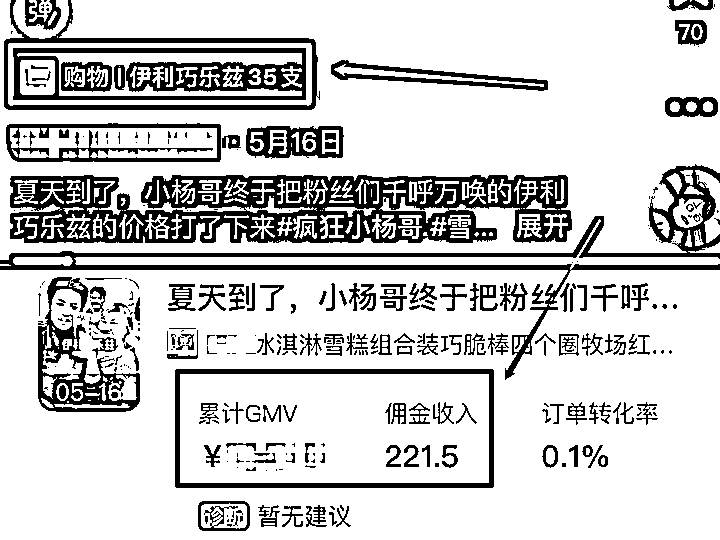 弹
70
购物 | 伊利巧乐兹35支
5月16日
夏天到了，小杨哥终于把粉丝们千呼万唤的伊利
巧乐兹的价格打了下来#疯狂小杨哥 #雪... 展开
夏天到了，小杨哥终于把粉丝们千呼...
冰淇淋雪糕组合装巧脆棒四个圈牧场红...
05-16
累计GMV 佣金收入 订单转化率
¥ 221.5 0.1%
诊断 暂无建议